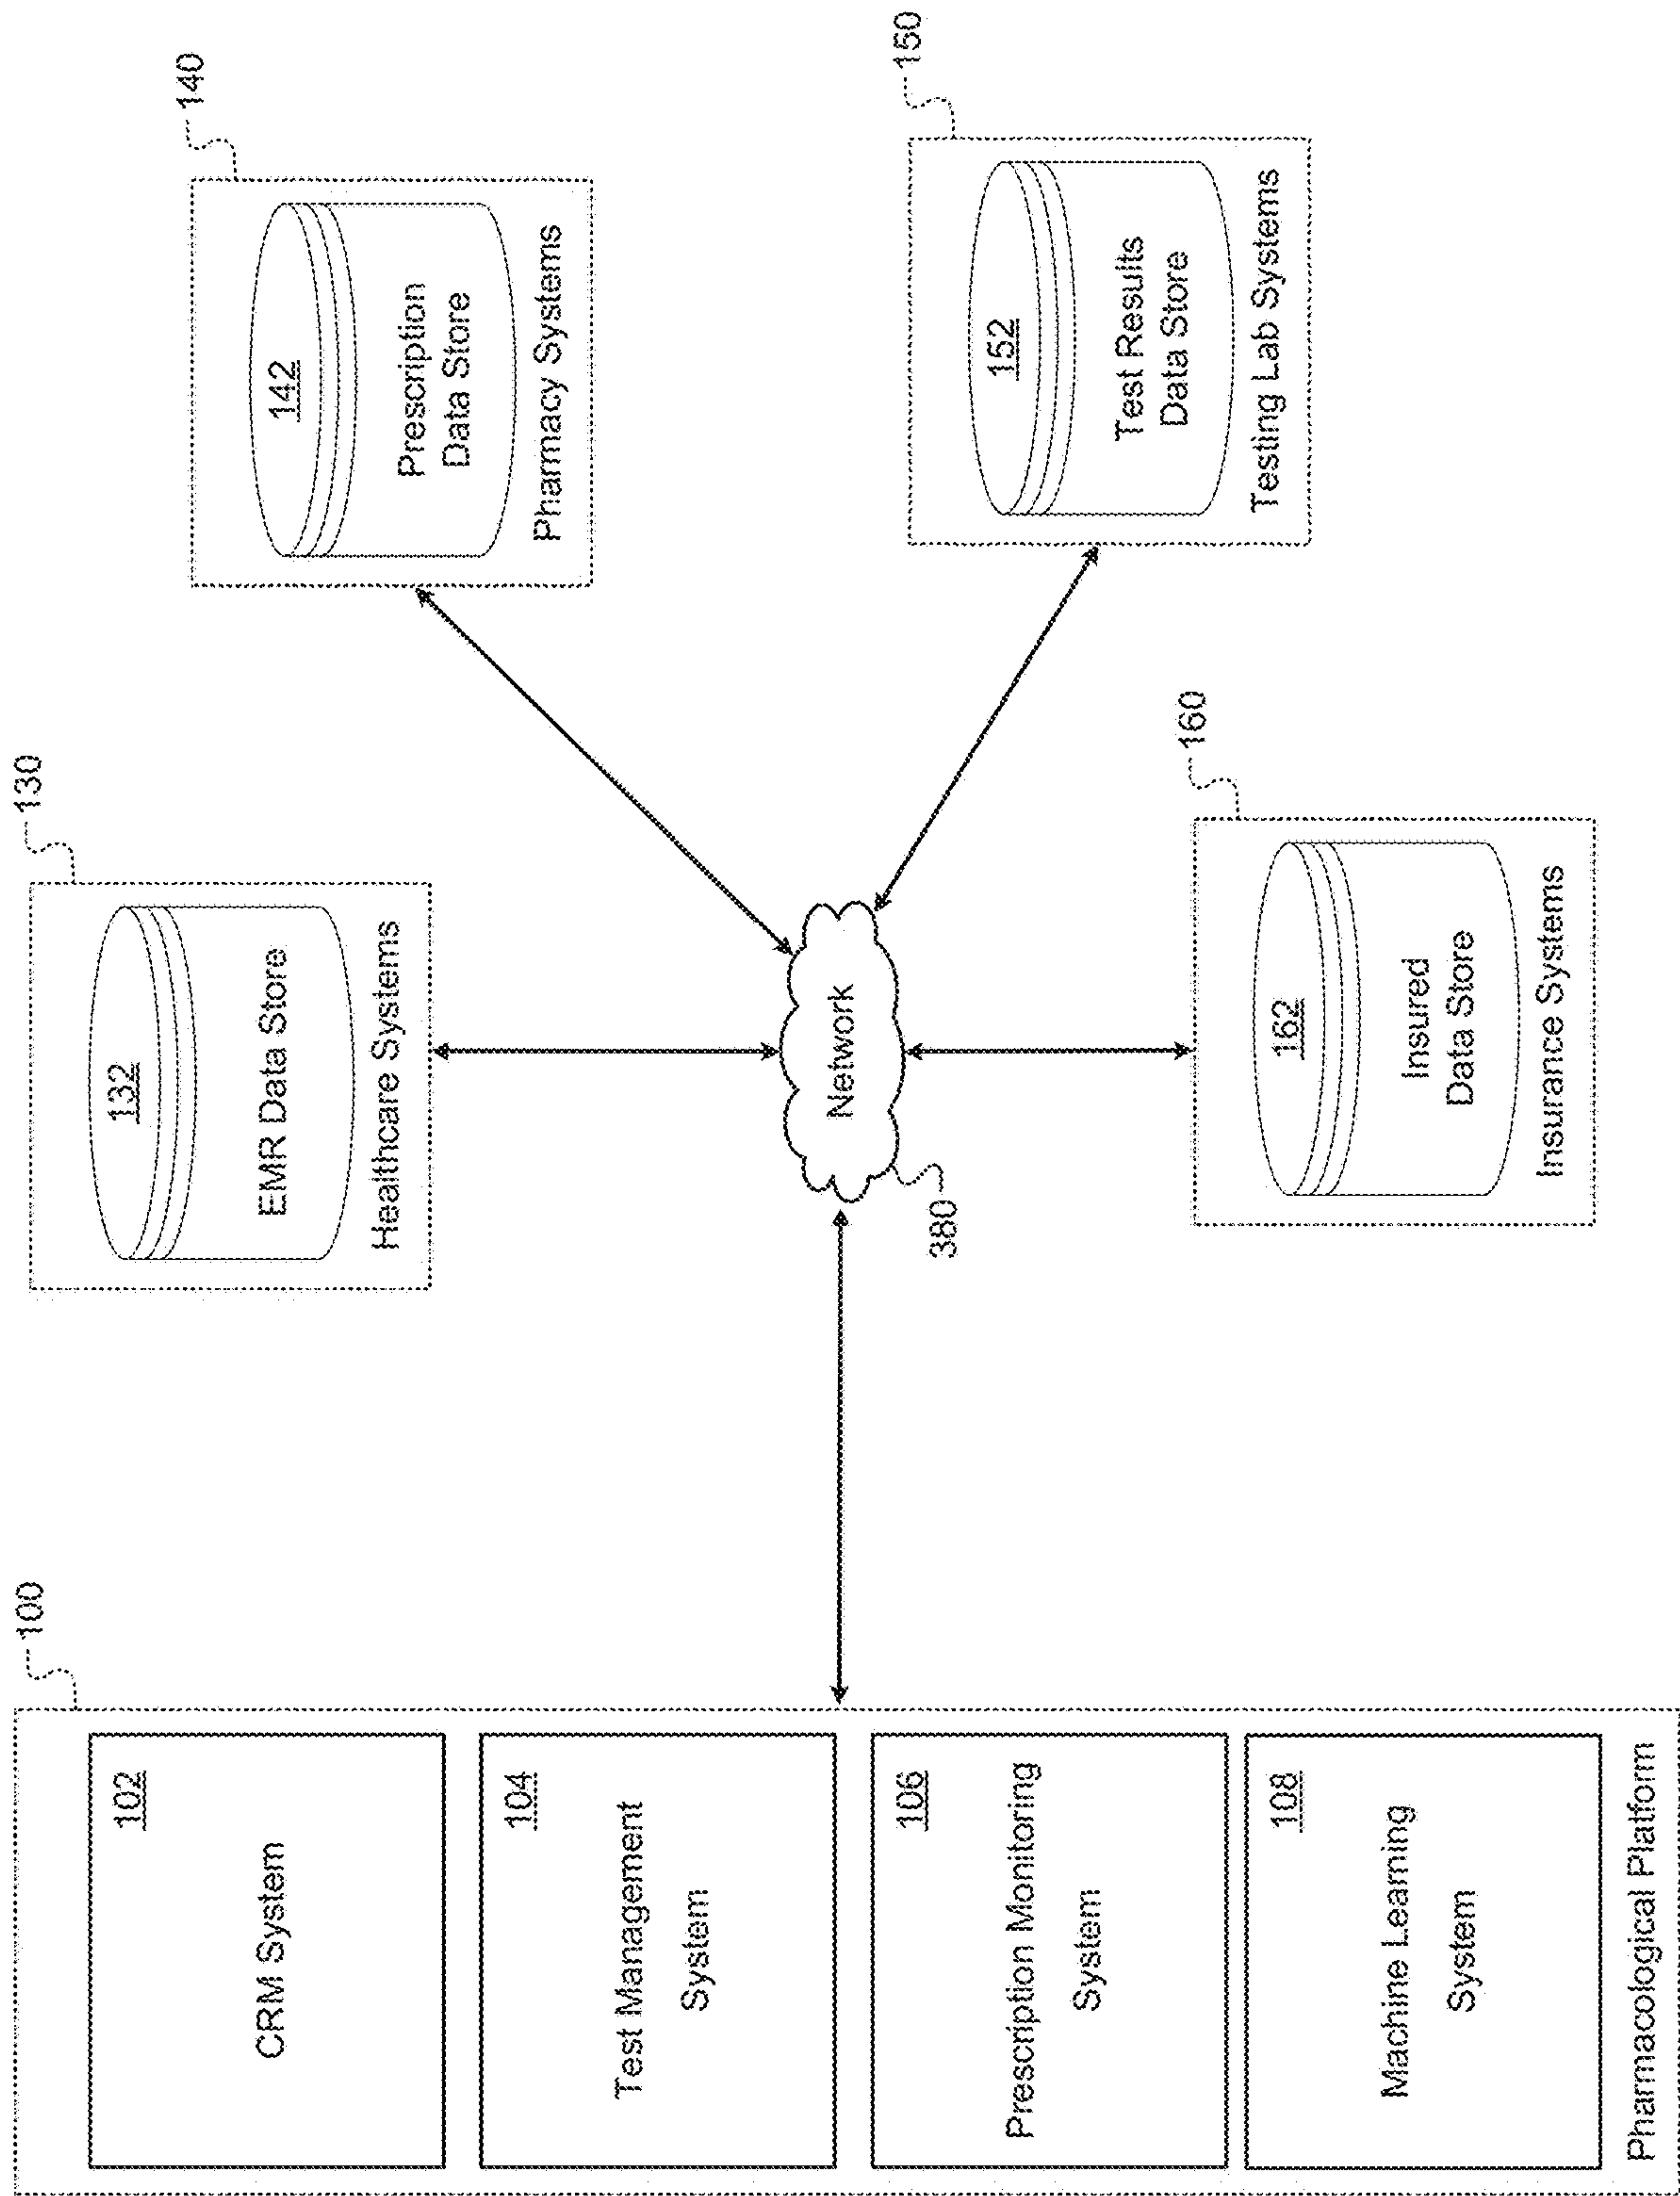 100
102
CRM System
104
Test Management
System
106
Prescription Monitoring
System
108
Machine Learning
System
Pharmacological Platform
130
132
EMR Data Store
Healthcare Systems
140
142
Prescription
Data Store
Pharmacy Systems
Network
380
150
152
Test Results
Data Store
Testing Lab Systems
160
162
Insured
Data Store
Insurance Systems